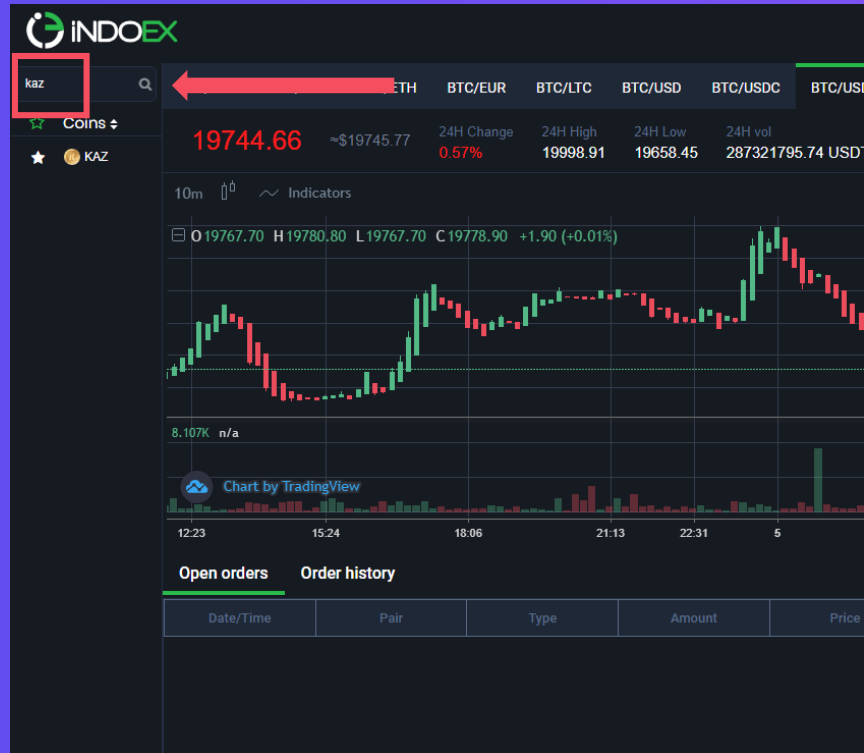 iNDOEX
kaz
ETH BTC/EUR BTC/LTC BTC/USD BTC/USDC BTC/USD
Coins
KAZ
19744.66 ≈$19745.77
24H Change 24H High 24H Low 24H vol
0.57% 19998.91 19658.45 287321795.74 USDT
10m Indicators
O19767.70 H19780.80 L19767.70 C19778.90 +1.90 (+0.01%)
8.107K n/a
Chart by TradingView
12:23 15:24 18:06 21:13 22:31 5
Open orders Order history
Date/Time Pair Type Amount Price